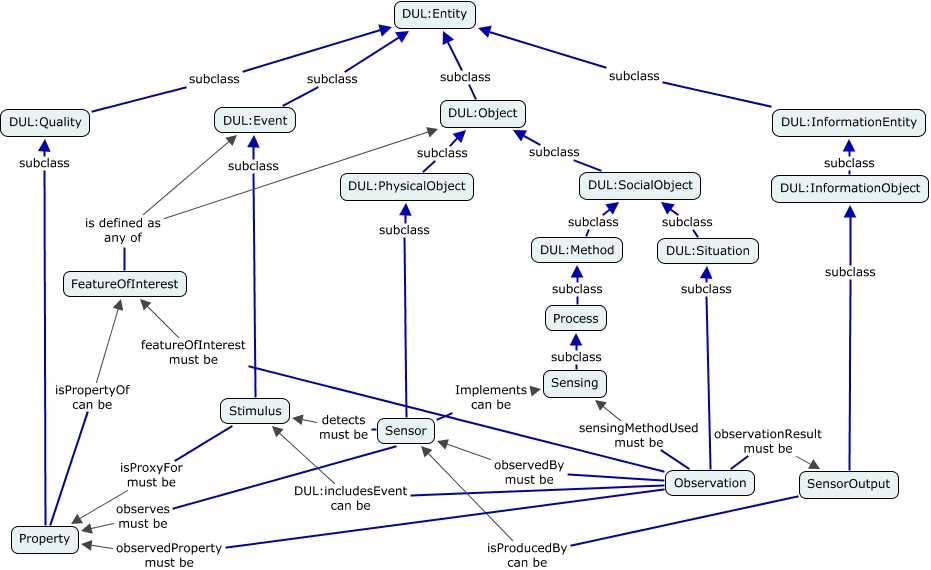 DUL:Entity
subclass
subclass
subclass
subclass
DUL:Quality
DUL:Event
DUL:Object
DUL:InformationEntity
subclass
subclass
subclass
subclass
subclass
DUL:PhysicalObject
DUL:SocialObject
DUL:InformationObject
is defined as
any of
subclass
subclass
subclass
DUL:Method
DUL:Situation
FeatureOfInterest
subclass
subclass
subclass
Process
featureOfInterest
must be
subclass
isPropertyOf
can be
Implements
can be
Sensing
Stimulus
detects
must be
Sensor
sensingMethodUsed
must be
observationResult
must be
isProxyFor
must be
observedBy
must be
DUL:includesEvent
can be
Observation
SensorOutput
observes
must be
Property
observedProperty
must be
isProducedBy
can be